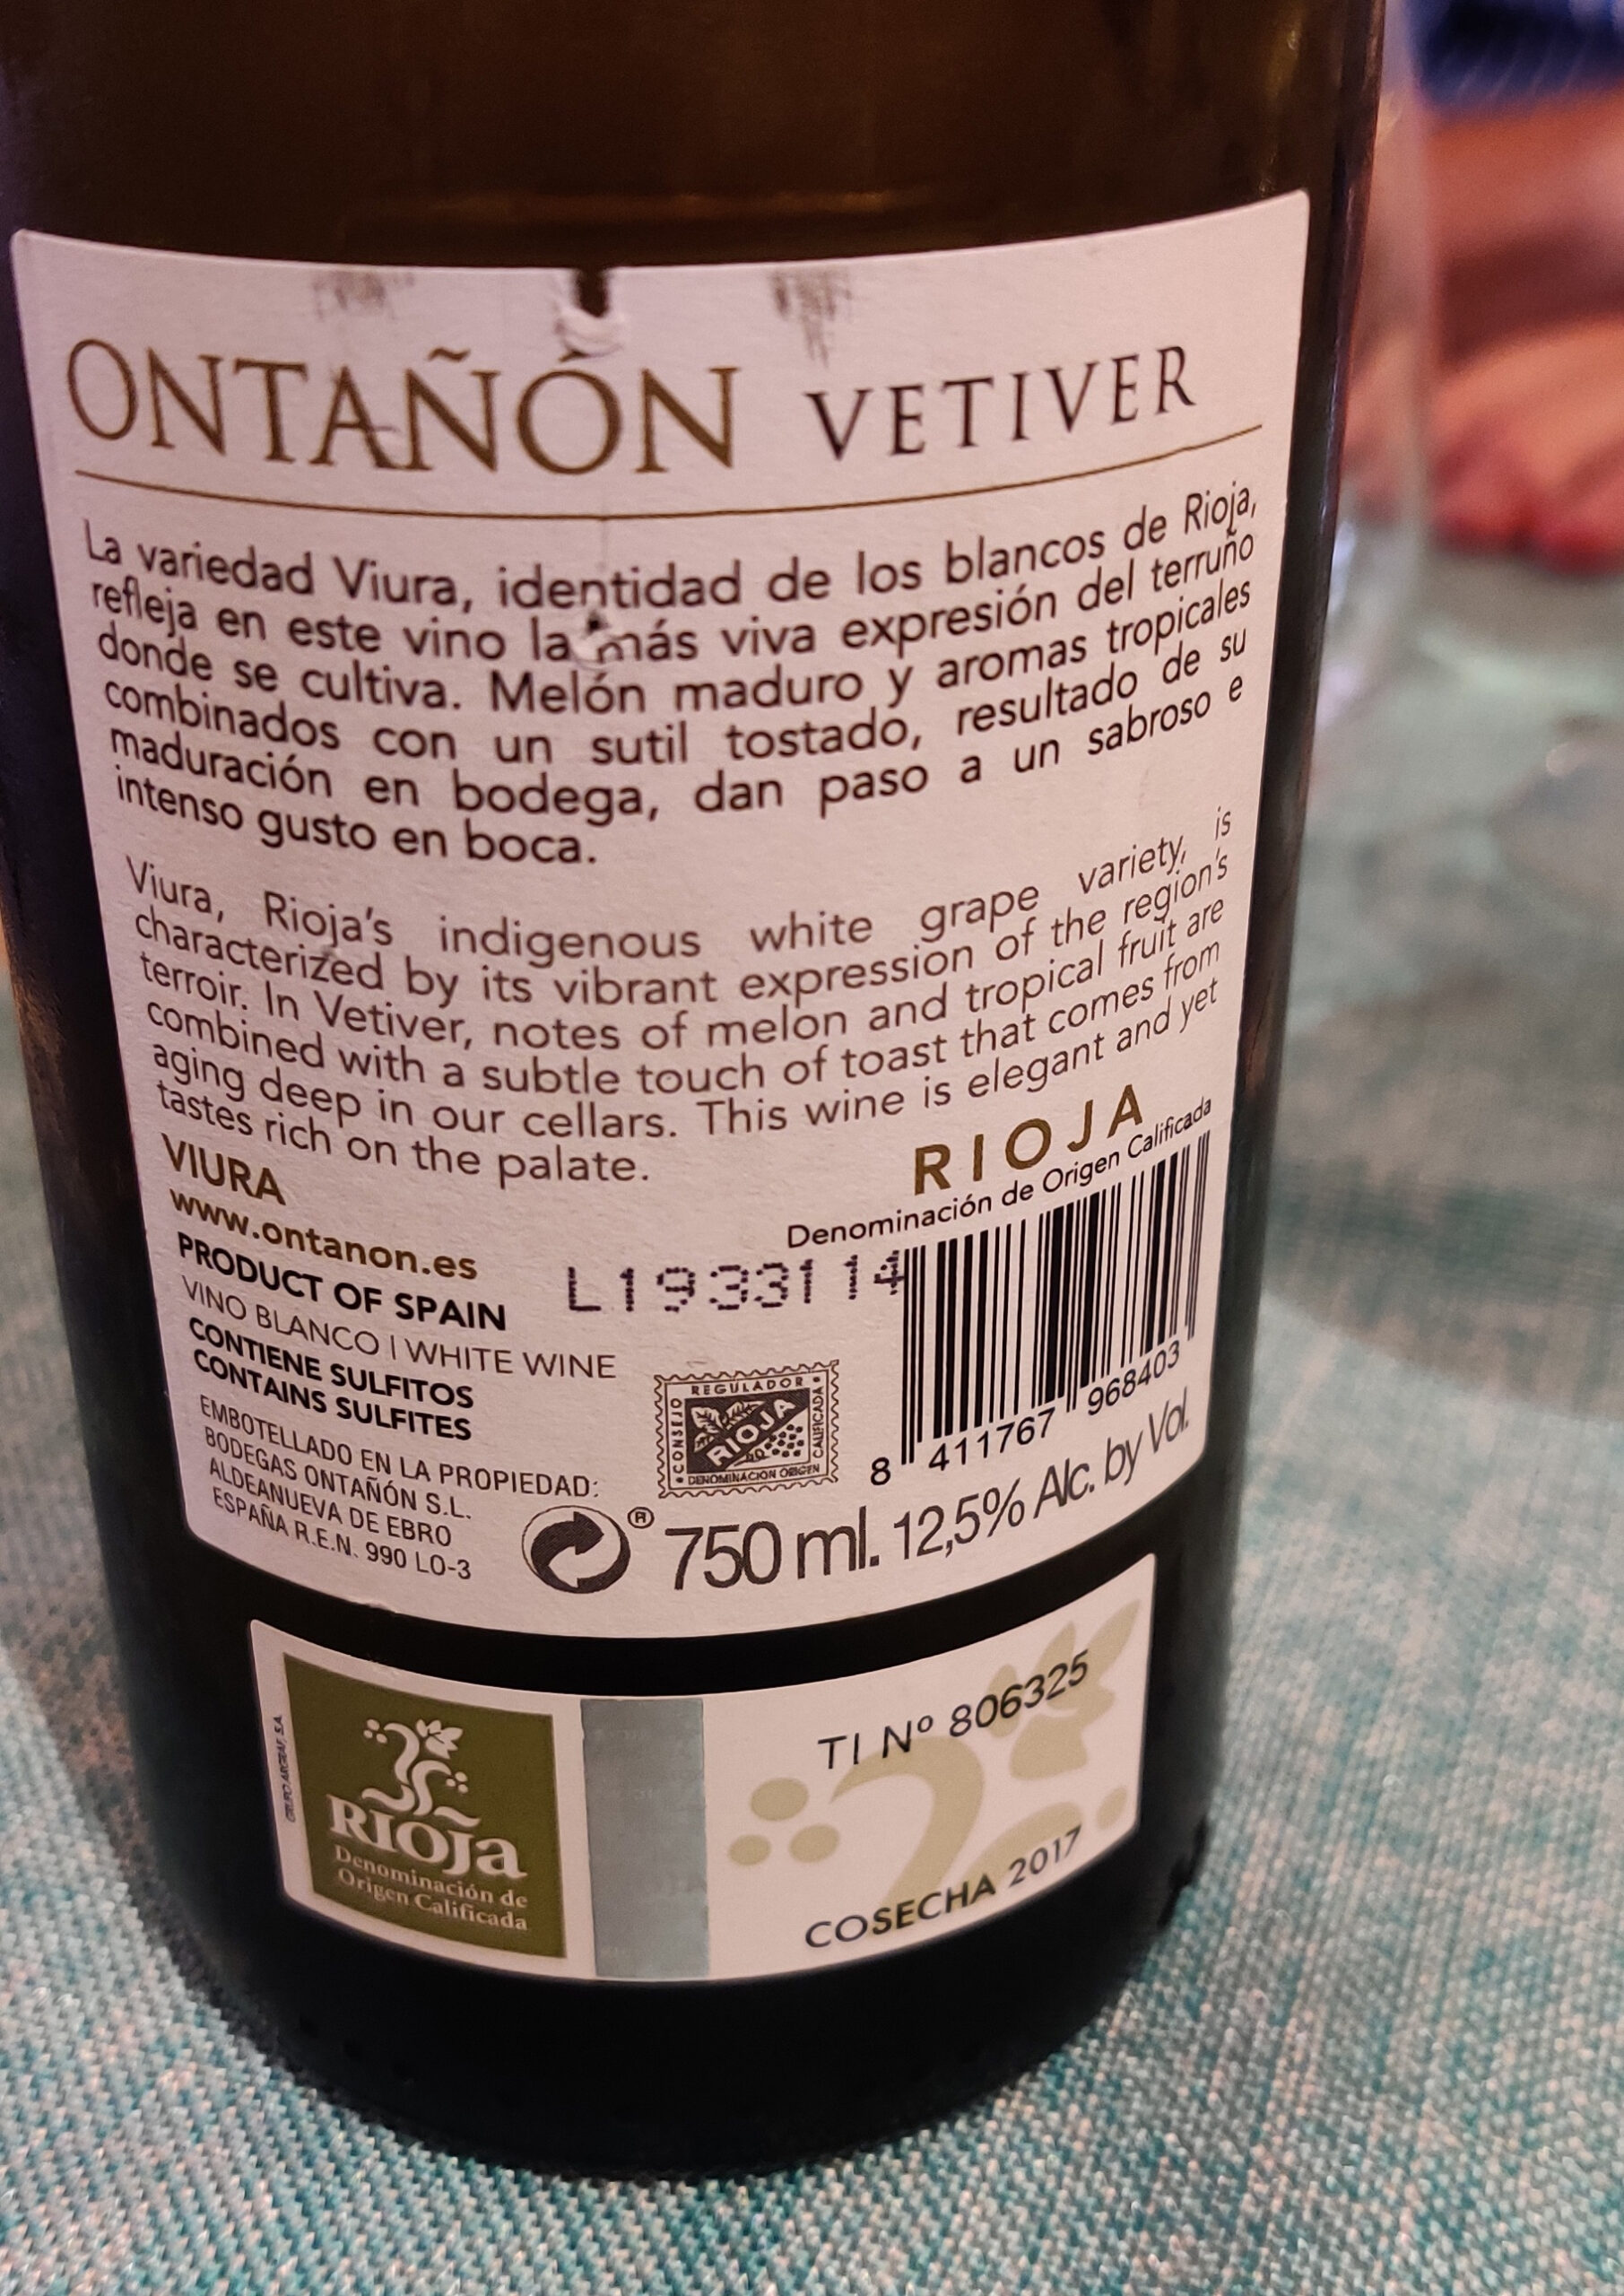 ONTAÑÓN VETIVER
La variedad Viura, identidad de los blancos de Rioja,
refleja en este vino la más viva expresión del terruño
donde se cultiva. Melón maduro y aromas tropicales
combinados con un sutil tostado, resultado de su
maduración en bodega, dan paso a un sabroso e
intenso gusto en boca.
Viura, Rioja's indigenous white grape variety, is
characterized by its vibrant expression of the region's
terroir. In Vetiver, notes of melon and tropical fruit are
combined with a subtle touch of toast that comes from
aging deep in our cellars. This wine is elegant and yet
tastes rich on the palate.
VIURA
www.ontanon.es
PRODUCT OF SPAIN
VINO BLANCO | WHITE WINE
CONTIENE SULFITOS
CONTAINS SULFITES
EMBOTELLADO EN LA PROPIEDAD:
BODEGAS ONTAÑÓN S.L.
ALDEANUEVA DE EBRO
ESPAÑA R.E.N. 990 LO-3
RIOJA
Denominación de Origen Calificada
L1933114
CONSEJO
REGULADOR
CALIFICADA
RIOJA
DENOMINACIÓN ORIGEN
8 411767 968403
® 750 ml. 12,5% Alc. by Vol.
GRUPO ARGRAF, S.A.
RIOJa
Denominación de
Origen Calificada
TI Nº 806325
COSECHA 2017